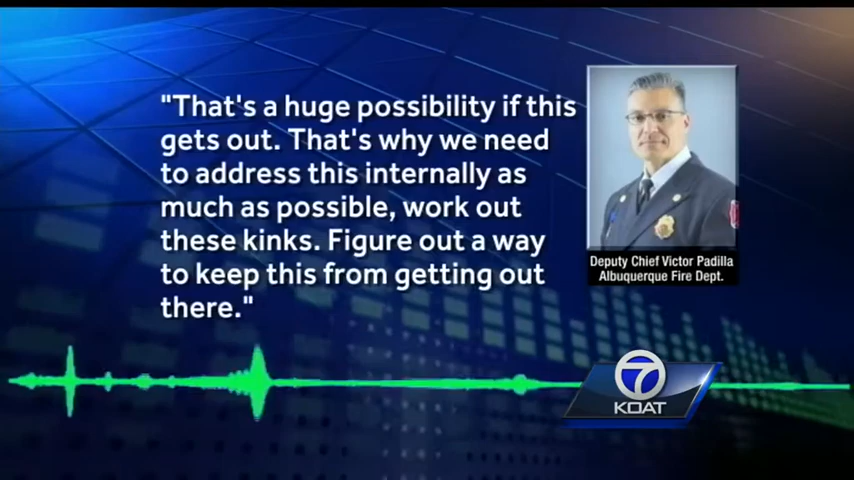 "That's a huge possibility if this
gets out. That's why we need
to address this internally as
much as possible, work out
these kinks. Figure out a way
to keep this from getting out
there."
Deputy Chief Victor Padilla
Albuquerque Fire Dept.
7
KOAT